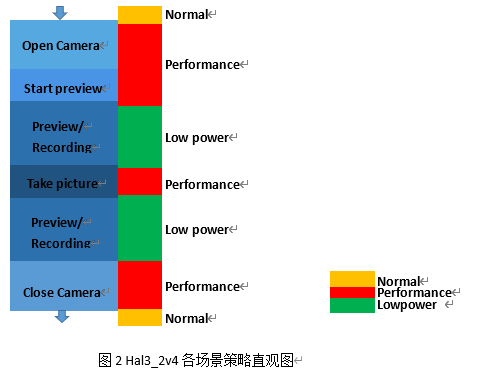 Normal
Open Camera
Performance
Start preview
Preview/
Recording
Low power
Take picture
Performance
Preview/
Recording
Low power
Close Camera
Performance
Normal
Normal
Performance
Lowpower
图 2 Hal3_2v4 各场景策略直观图